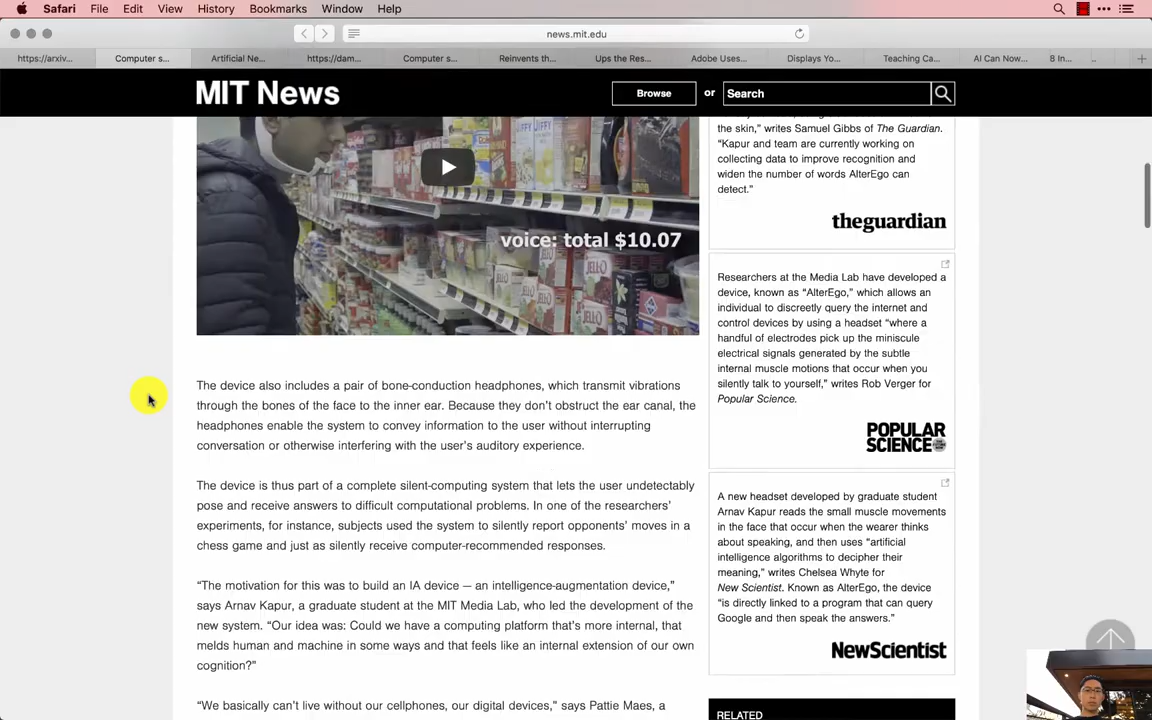 Safari File Edit View History Bookmarks Window Help
news.mit.edu
https://arxiv... Computer s... Artificial Ne... https://dam... Computer s... Reinvents th... Ups the Res... Adobe Uses... Displays Yo... Teaching Ca... AI Can Now... 8 In...
MIT News
Browse or Search
the skin,” writes Samuel Gibbs of The Guardian.
“Kapur and team are currently working on
collecting data to improve recognition and
widen the number of words AlterEgo can
detect.”
theguardian
JIFFY JIFFY
JELL-O
voice: total $10.07
Researchers at the Media Lab have developed a
device, known as “AlterEgo,” which allows an
individual to discreetly query the internet and
control devices by using a headset “where a
handful of electrodes pick up the miniscule
electrical signals generated by the subtle
internal muscle motions that occur when you
silently talk to yourself,” writes Rob Verger for
Popular Science.
POPULAR
SCIENCE
The device also includes a pair of bone-conduction headphones, which transmit vibrations
through the bones of the face to the inner ear. Because they don’t obstruct the ear canal, the
headphones enable the system to convey information to the user without interrupting
conversation or otherwise interfering with the user’s auditory experience.
The device is thus part of a complete silent-computing system that lets the user undetectably
pose and receive answers to difficult computational problems. In one of the researchers’
experiments, for instance, subjects used the system to silently report opponents’ moves in a
chess game and just as silently receive computer-recommended responses.
“The motivation for this was to build an IA device — an intelligence-augmentation device,”
says Arnav Kapur, a graduate student at the MIT Media Lab, who led the development of the
new system. “Our idea was: Could we have a computing platform that’s more internal, that
melds human and machine in some ways and that feels like an internal extension of our own
cognition?”
“We basically can’t live without our cellphones, our digital devices,” says Pattie Maes, a
A new headset developed by graduate student
Arnav Kapur reads the small muscle movements
in the face that occur when the wearer thinks
about speaking, and then uses “artificial
intelligence algorithms to decipher their
meaning,” writes Chelsea Whyte for
New Scientist. Known as AlterEgo, the device
“is directly linked to a program that can query
Google and then speak the answers.”
NewScientist
RELATED